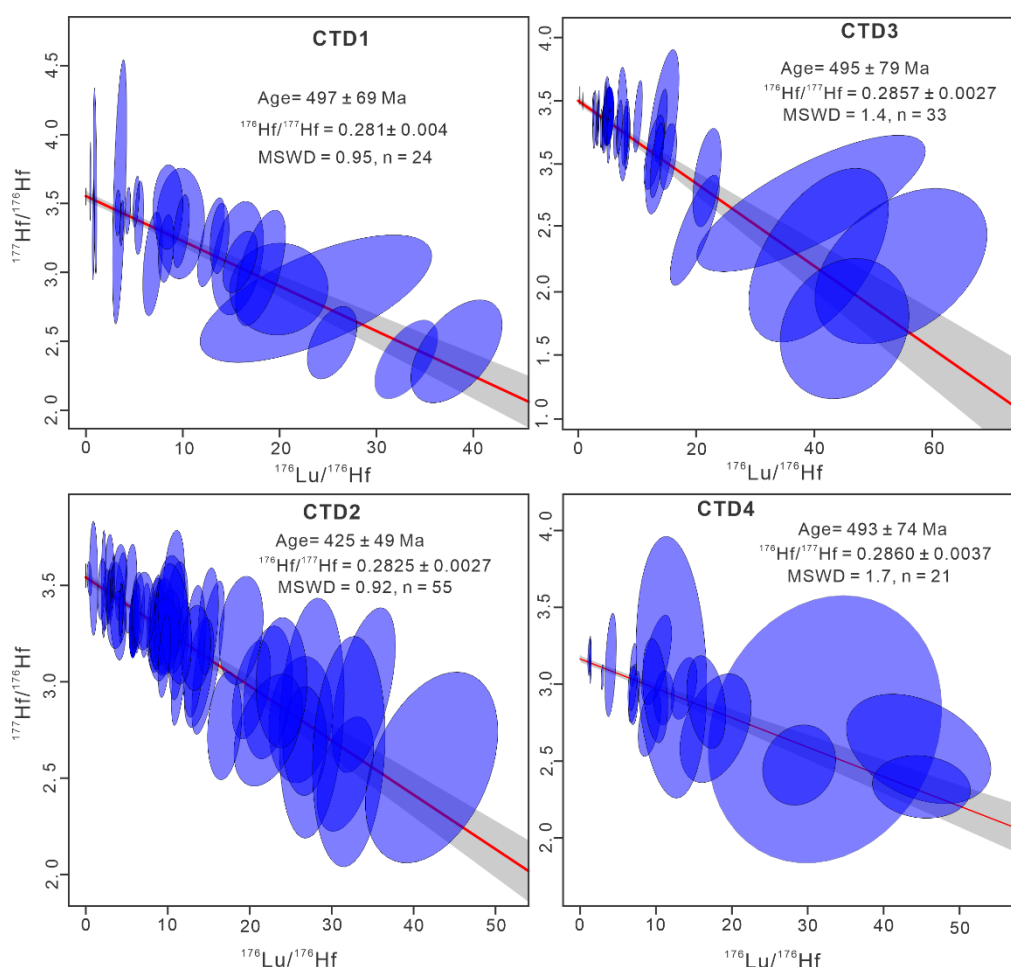 CTD1
Age= 497 ± 69 Ma
¹⁷⁶Hf/¹⁷⁷Hf = 0.281± 0.004
MSWD = 0.95, n = 24
4.5
4.0
3.5
3.0
2.5
2.0
¹⁷⁷Hf/¹⁷⁶Hf
0 10 20 30 40
¹⁷⁶Lu/¹⁷⁶Hf
CTD3
Age= 495 ± 79 Ma
¹⁷⁶Hf/¹⁷⁷Hf = 0.2857 ± 0.0027
MSWD = 1.4, n = 33
4.0
3.5
3.5
2.5
2.0
1.5
1.0
0 20 40 60
¹⁷⁶Lu/¹⁷⁶Hf
CTD2
Age= 425 ± 49 Ma
¹⁷⁶Hf/¹⁷⁷Hf = 0.2825 ± 0.0027
MSWD = 0.92, n = 55
3.5
3.0
2.5
2.0
¹⁷⁷Hf/¹⁷⁶Hf
0 10 20 30 40 50
¹⁷⁶Lu/¹⁷⁶Hf
CTD4
Age= 493 ± 74 Ma
¹⁷⁶Hf/¹⁷⁷Hf = 0.2860 ± 0.0037
MSWD = 1.7, n = 21
4.0
3.5
3.0
2.5
2.0
0 10 20 30 40 50
¹⁷⁶Lu/¹⁷⁶Hf